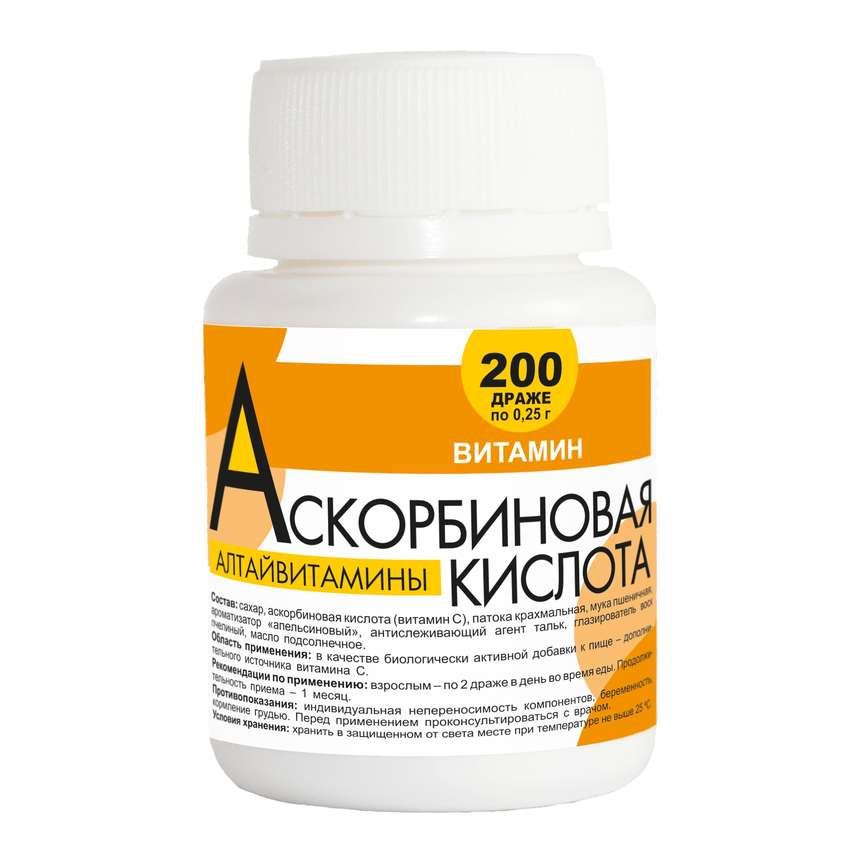 200
ДРАЖЕ
по 0,25 г
ВИТАМИН
АСКОРБИНОВАЯ
АЛТАЙВИТАМИНЫ
КИСЛОТА
Состав: сахар, аскорбиновая кислота (витамин С), патока крахмальная, мука пшеничная,
ароматизатор «апельсиновый», антислеживающий агент тальк, глазирователь воск
пчелиный, масло подсолнечное.
Область применения: в качестве биологически активной добавки к пище – дополни-
тельного источника витамина С.
Рекомендации по применению: взрослым – по 2 драже в день во время еды. Продолжи-
тельность приема – 1 месяц.
Противопоказания: индивидуальная непереносимость компонентов, беременность,
кормление грудью. Перед применением проконсультироваться с врачом.
Условия хранения: хранить в защищенном от света месте при температуре не выше 25 °С.